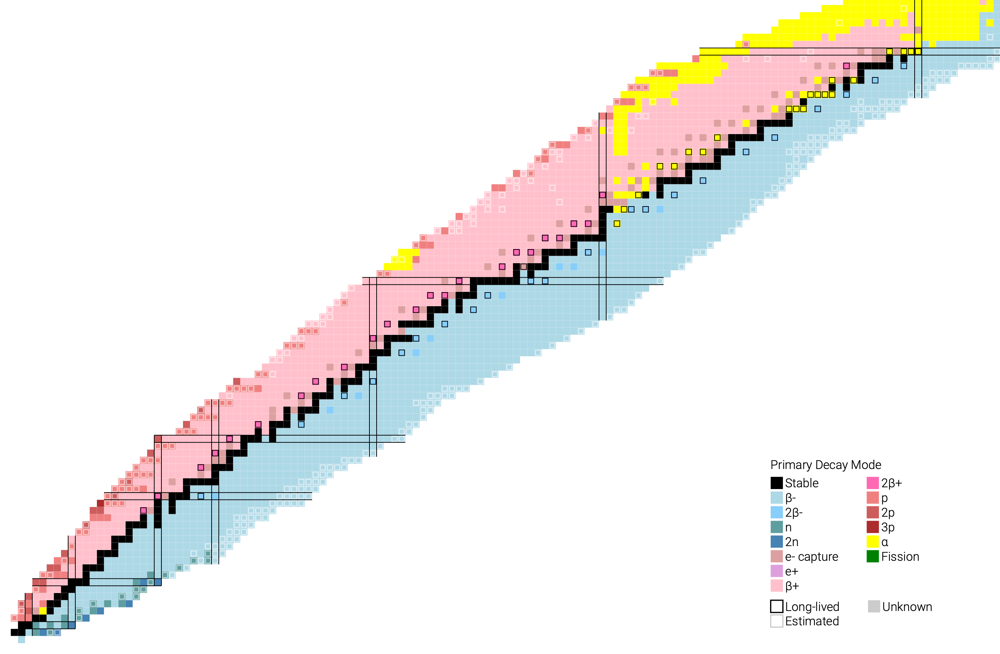 Primary Decay Mode
Stable
β-
2β-
n
2n
e- capture
e+
β+
2β+
p
2p
3p
α
Fission
Long-lived
Estimated
Unknown